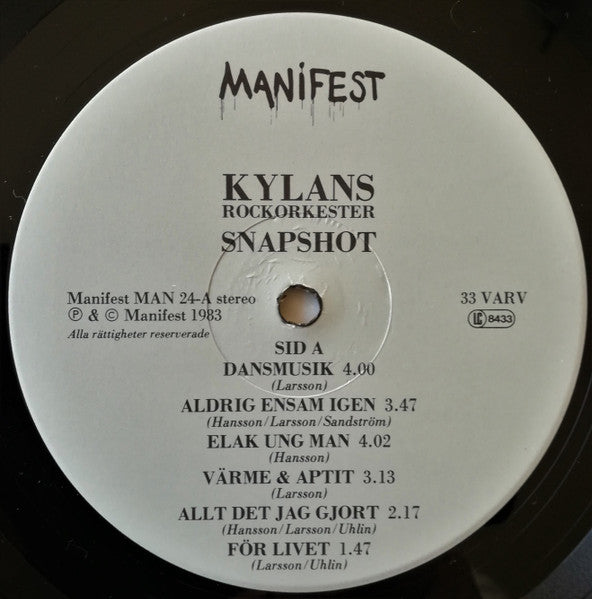 MANIFEST
KYLANS
ROCKORKESTER
SNAPSHOT
Manifest MAN 24-A stereo
Ⓟ & © Manifest 1983
Alla rättigheter reserverade
33 VARV
LC 8433
SID A
DANSMUSIK 4.00
(Larsson)
ALDRIG ENSAM IGEN 3.47
(Hansson/Larsson/Sandström)
ELAK UNG MAN 4.02
(Hansson)
VÄRME & APTIT 3.13
(Larsson)
ALLT DET JAG GJORT 2.17
(Hansson/Larsson/Uhlin)
FÖR LIVET 1.47
(Larsson/Uhlin)